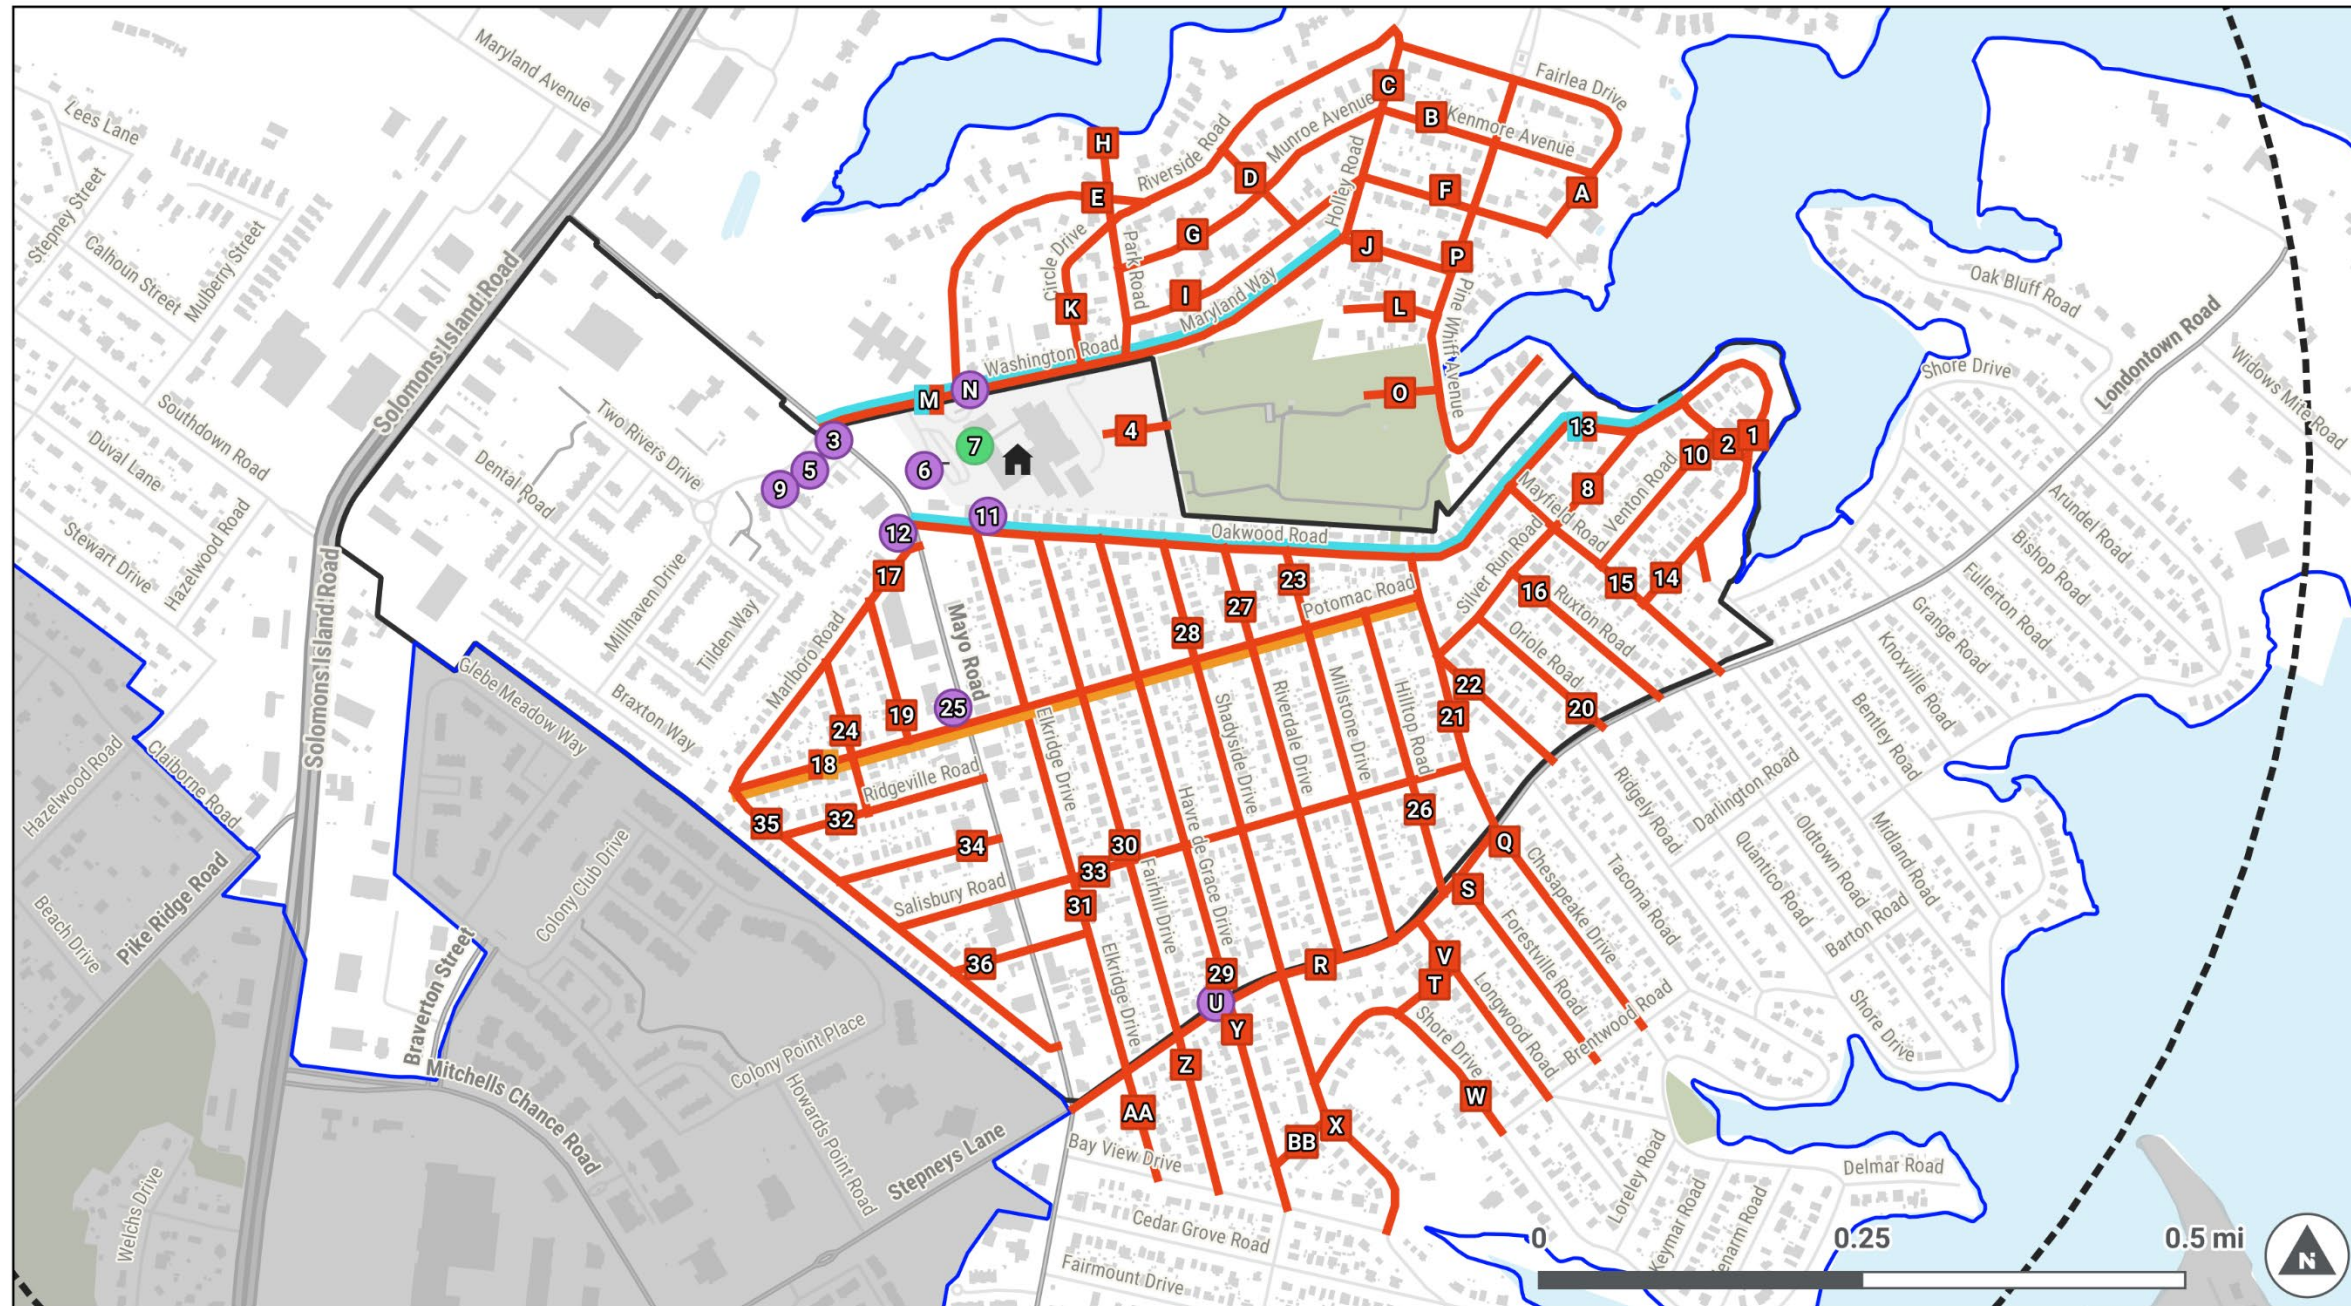 Maryland Avenue
Lees Lane
Stepney Street
Calhoun Street
Mulberry Street
Solomons Island Road
Southdown Road
Duval Lane
Stewart Drive
Hazelwood Road
Dental Road
Two Rivers Drive
Millhaven Drive
Tilden Way
Braxton Way
Glebe Meadow Way
Solomons Island Road
Claiborne Road
Hazelwood Road
Beach Drive
Pike Ridge Road
Welchs Drive
Braverton Street
Mitchells Chance Road
Colony Club Drive
Colony Point Place
Howards Point Road
Stepneys Lane
Bay View Drive
Cedar Grove Road
Fairmount Drive
Fairlea Drive
Kenmore Avenue
Munroe Avenue
Riverside Road
Holley Road
Circle Drive
Park Road
Maryland Way
Washington Road
Pine Whiff Avenue
Oakwood Road
Mayfield Road
Venton Road
Silver Run Road
Ruxton Road
Oriole Road
Potomac Road
Marlboro Road
Mayo Road
Ridgeville Road
Salisbury Road
Elkridge Drive
Fairhill Drive
Havre de Grace Drive
Shadyside Drive
Riverdale Drive
Millstone Drive
Hilltop Road
Elkridge Drive
Chesapeake Drive
Forestville Road
Longwood Road
Brentwood Road
Shore Drive
Oak Bluff Road
Londontown Road
Shore Drive
Widows Mite Road
Arundel Road
Bishop Road
Fullerton Road
Grange Road
Knoxville Road
Bentley Road
Ridgely Road
Darlington Road
Midland Road
Oldtown Road
Quantico Road
Barton Road
Tacoma Road
Shore Drive
Loreley Road
Delmar Road
Keymar Road
enarm Road
H
C
B
E
D
F
A
G
J
P
K
I
L
M
N
O
3
4
5
6
7
9
11
12
13
1
2
10
8
14
15
16
17
18
19
20
21
22
23
24
25
26
27
28
29
30
31
32
33
34
35
36
Q
R
S
T
U
V
W
X
Y
Z
AA
BB
0
0.25
0.5 mi
N